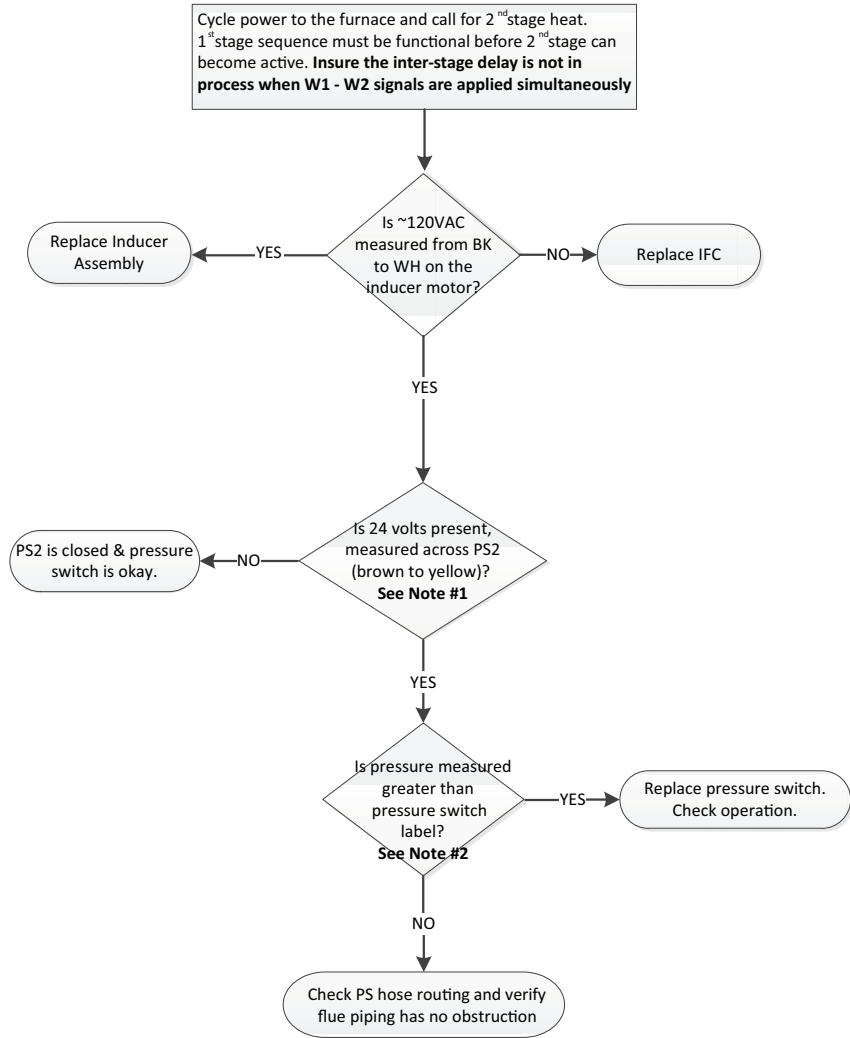 Cycle power to the furnace and call for 2nd stage heat.
1st stage sequence must be functional before 2nd stage can
become active. Insure the inter-stage delay is not in
process when W1 - W2 signals are applied simultaneously
Is ~120VAC
measured from BK
to WH on the
inducer motor?
YES
Replace Inducer
Assembly
NO
Replace IFC
YES
Is 24 volts present,
measured across PS2
(brown to yellow)?
See Note #1
NO
PS2 is closed & pressure
switch is okay.
YES
Is pressure measured
greater than
pressure switch
label?
See Note #2
YES
Replace pressure switch.
Check operation.
NO
Check PS hose routing and verify
flue piping has no obstruction